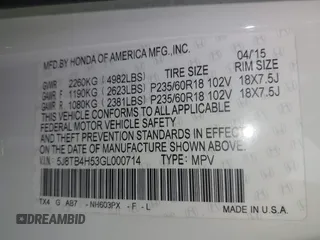 MFD.BY HONDA OF AMERICA MFG.,INC. 04/15
GVWR 2260KG (4982LBS) TIRE SIZE RIM SIZE
GAWR F 1190KG (2623LBS) P235/60R18 102V 18X7.5J
GAWR R 1080KG (2381LBS) P235/60R18 102V 18X7.5J
THIS VEHICLE CONFORMS TO ALL APPLICABLE
FEDERAL MOTOR VEHICLE SAFETY
AND THEFT PREVENTION STANDARDS IN EFFECT ON
THE DATE OF MANUFACTURE SHOWN ABOVE.
V.I.N: 5J8TB4H53GL000714 TYPE: MPV
TX4 G AB7 - NH603PX - F - L
DREAMBID